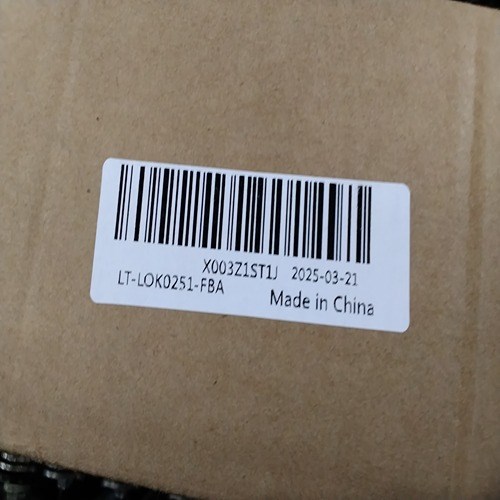 X003Z1ST1J 2025-03-21
LT-LOK0251-FBA
Made in China